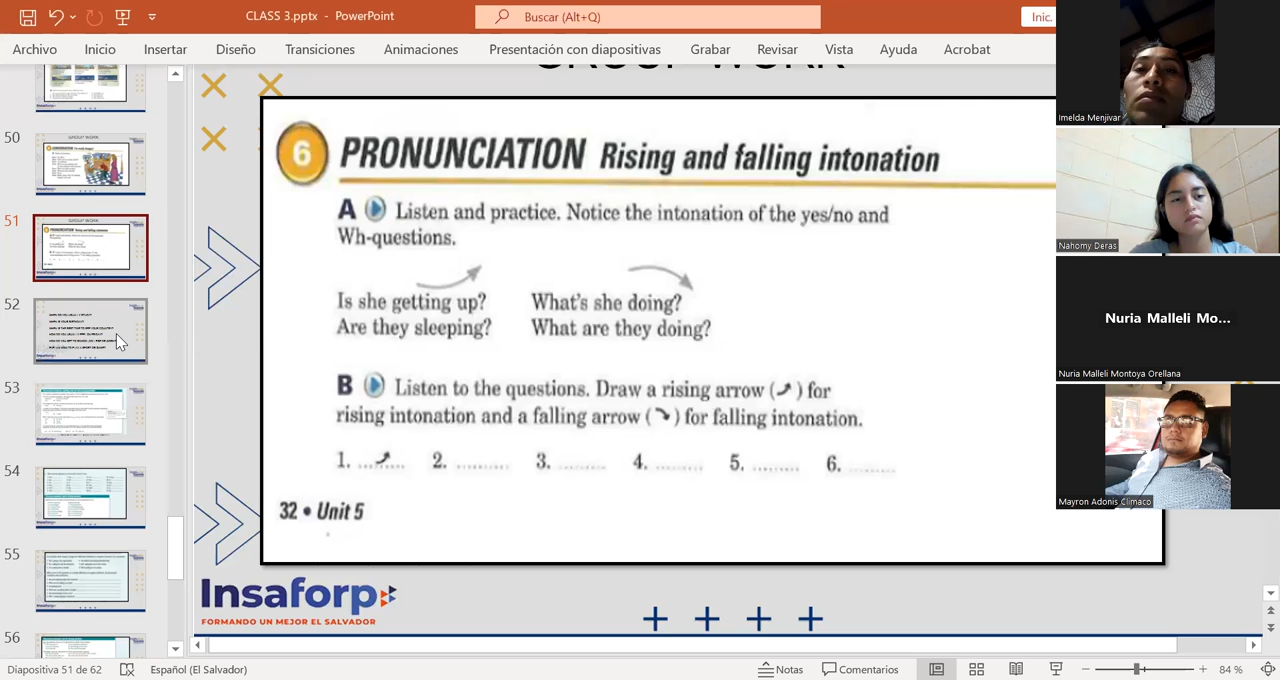 CLASS 3.pptx - PowerPoint
Buscar (Alt+Q)
Inic.
Archivo Inicio Insertar Diseño Transiciones Animaciones Presentación con diapositivas Grabar Revisar Vista Ayuda Acrobat
GROUP WORK
50
51
52
53
54
55
56
6 PRONUNCIATION Rising and falling intonation
A Listen and practice. Notice the intonation of the yes/no and
Wh-questions.
Is she getting up? What's she doing?
Are they sleeping? What are they doing?
B Listen to the questions. Draw a rising arrow ( ) for
rising intonation and a falling arrow ( ) for falling intonation.
1. 2. 3. 4. 5. 6.
32 • Unit 5
Insaforp
FORMANDO UN MEJOR EL SALVADOR
Imelda Menjivar
Nahomy Deras
Nuria Malleli Mo...
Nuria Malleli Montoya Orellana
Mayron Adonis Climaco
Diapositiva 51 de 62 Español (El Salvador) Notas Comentarios 84 %